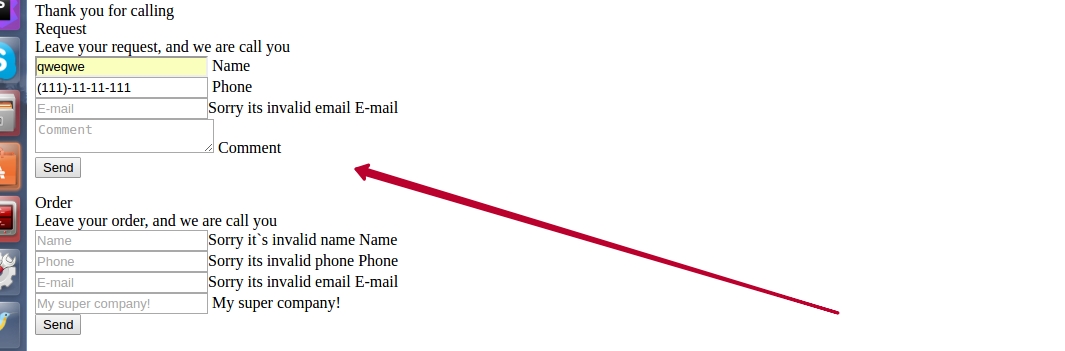 Thank you for calling
Request
Leave your request, and we are call you
qweqwe Name
(111)-11-11-111 Phone
E-mail Sorry its invalid email E-mail
Comment Comment
Send
Order
Leave your order, and we are call you
Name Sorry it`s invalid name Name
Phone Sorry its invalid phone Phone
E-mail Sorry its invalid email E-mail
My super company! My super company!
Send